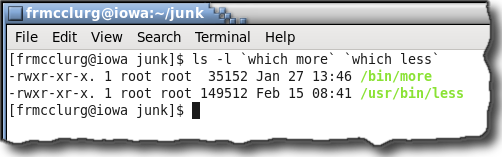 frmcclurg@iowa:~/junk
File Edit View Search Terminal Help
[frmcclurg@iowa junk]$ ls -l `which more` `which less`
-rwxr-xr-x. 1 root root  35152 Jan 27 13:46 /bin/more
-rwxr-xr-x. 1 root root 149512 Feb 15 08:41 /usr/bin/less
[frmcclurg@iowa junk]$